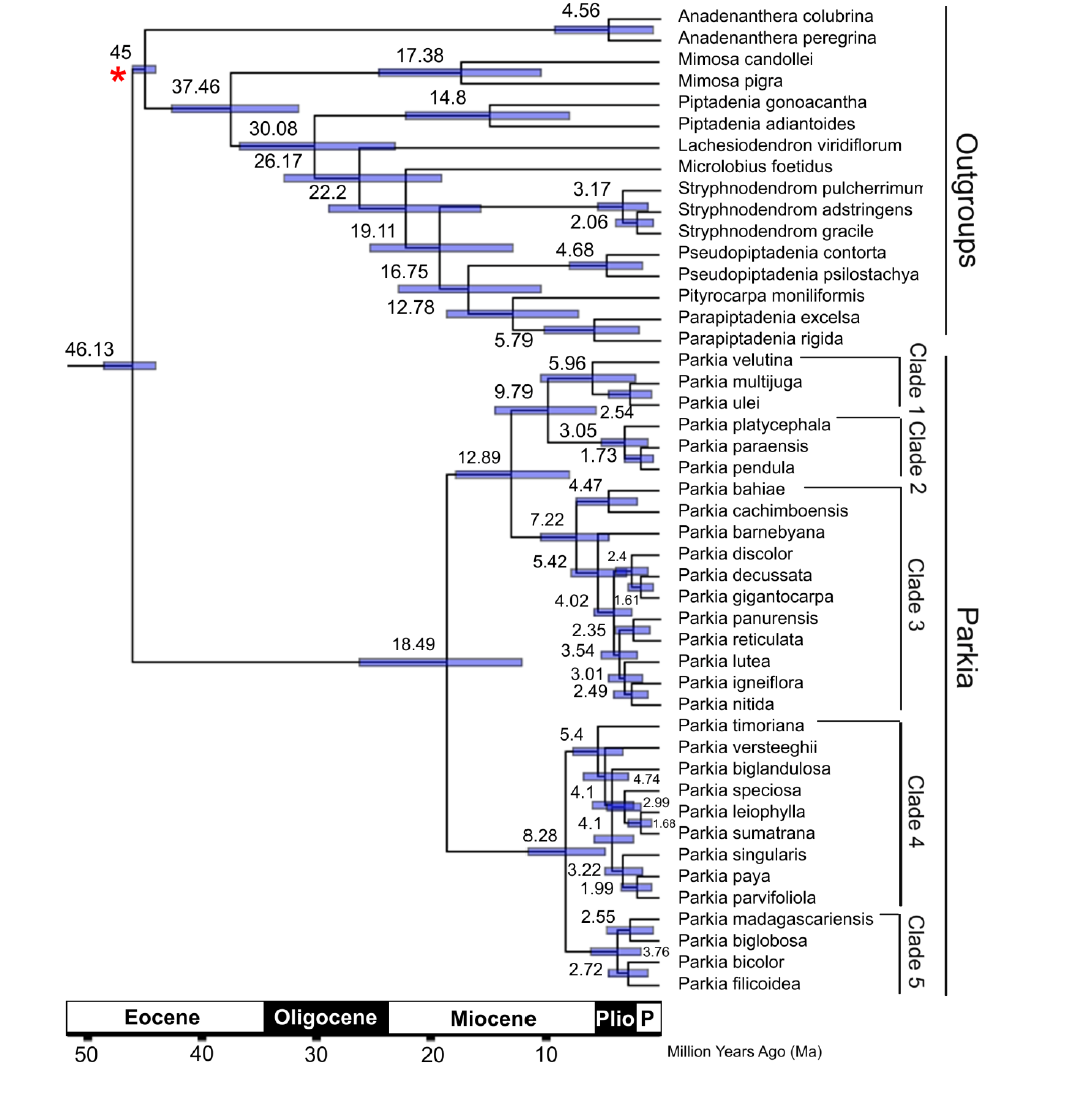 4.56
Anadenanthera colubrina
Anadenanthera peregrina
45
*
17.38
Mimosa candollei
37.46
Mimosa pigra
14.8
Piptadenia gonoacantha
Piptadenia adiantoides
30.08
Lachesiodendron viridiflorum
26.17
Microlobius foetidus
22.2
3.17
Stryphnodendrom pulcherrimum
Stryphnodendrom adstringens
2.06
Stryphnodendrom gracile
19.11
4.68
Pseudopiptadenia contorta
16.75
Pseudopiptadenia psilostachya
12.78
Pityrocarpa moniliformis
Parapiptadenia excelsa
5.79
Parapiptadenia rigida
Outgroups
46.13
5.96
Parkia velutina
9.79
Parkia multijuga
2.54
Parkia ulei
Clade 1
3.05
Parkia platycephala
1.73
Parkia paraensis
12.89
Parkia pendula
Clade 2
4.47
Parkia bahiae
7.22
Parkia cachimboensis
Parkia barnebyana
5.42
2.4
Parkia discolor
Parkia decussata
4.02
1.61
Parkia gigantocarpa
2.35
Parkia panurensis
18.49
3.54
Parkia reticulata
Parkia lutea
3.01
Parkia igneiflora
2.49
Parkia nitida
Clade 3
Parkia
5.4
Parkia timoriana
Parkia versteeghii
4.74
Parkia biglandulosa
4.1
Parkia speciosa
2.99
Parkia leiophylla
4.1
1.68
Parkia sumatrana
8.28
Parkia singularis
3.22
Parkia paya
1.99
Parkia parvifoliola
Clade 4
2.55
Parkia madagascariensis
Parkia biglobosa
3.76
Parkia bicolor
2.72
Parkia filicoidea
Clade 5
Eocene Oligocene Miocene Plio P
50 40 30 20 10 Million Years Ago (Ma)